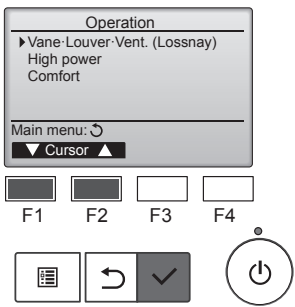 Operation
Vane·Louver·Vent. (Lossnay)
High power
Comfort
Main menu:
Cursor
F1 F2 F3 F4